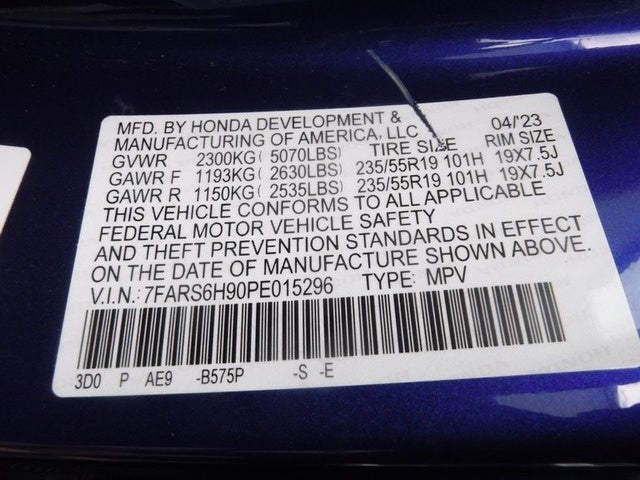 MFD. BY HONDA DEVELOPMENT &
MANUFACTURING OF AMERICA, LLC 04/'23
GVWR 2300KG ( 5070LBS) TIRE SIZE RIM SIZE
GAWR F 1193KG ( 2630LBS) 235/55R19 101H 19X7.5J
GAWR R 1150KG ( 2535LBS) 235/55R19 101H 19X7.5J
THIS VEHICLE CONFORMS TO ALL APPLICABLE
FEDERAL MOTOR VEHICLE SAFETY
AND THEFT PREVENTION STANDARDS IN EFFECT
ON THE DATE OF MANUFACTURE SHOWN ABOVE.
V.I.N.: 7FARS6H90PE015296 TYPE: MPV
3D0 P AE9 -B575P -S -E